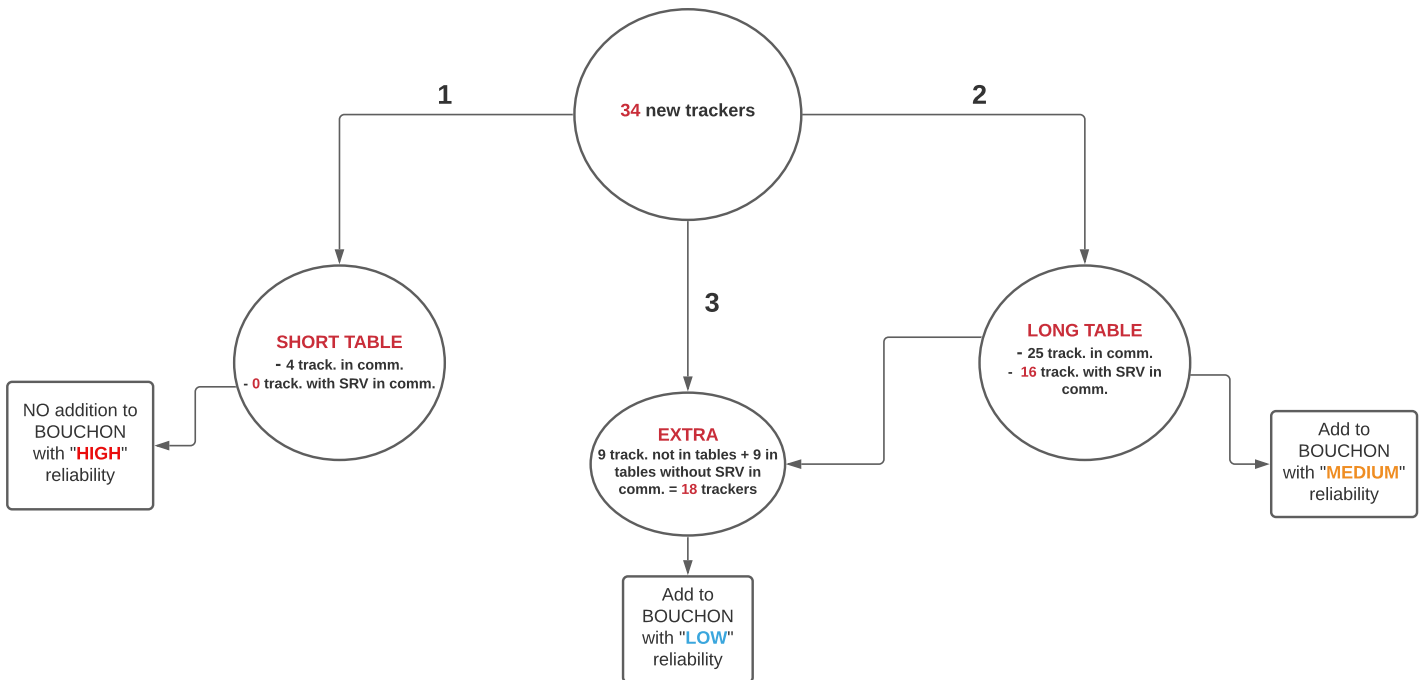 34 new trackers
1
2
3
SHORT TABLE
- 4 track. in comm.
- 0 track. with SRV in comm.
NO addition to
BOUCHON
with "HIGH"
reliability
EXTRA
9 track. not in tables + 9 in
tables without SRV in
comm. = 18 trackers
Add to
BOUCHON
with "LOW"
reliability
LONG TABLE
- 25 track. in comm.
- 16 track. with SRV in
comm.
Add to
BOUCHON
with "MEDIUM"
reliability